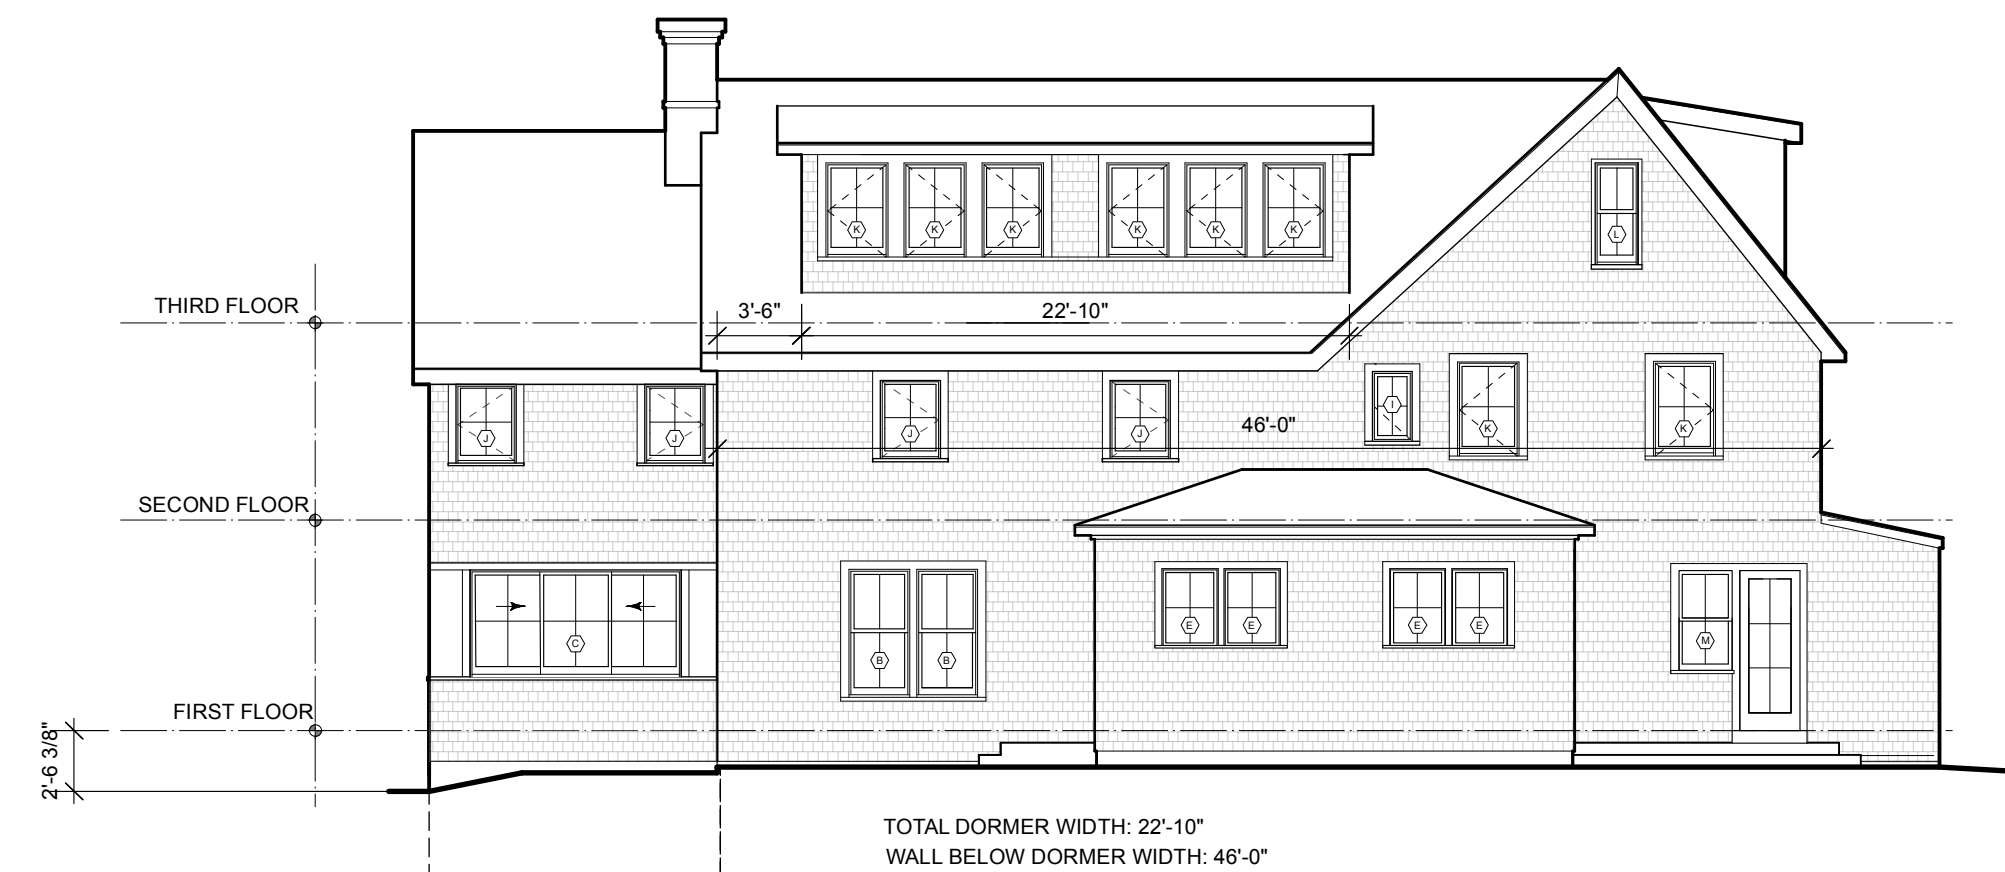 K K K K K K
L
THIRD FLOOR
3'-6"
22'-10"
J J J J I K K
46'-0"
SECOND FLOOR
C B B E E E E M
FIRST FLOOR
2'-6 3/8"
TOTAL DORMER WIDTH: 22'-10"
WALL BELOW DORMER WIDTH: 46'-0"